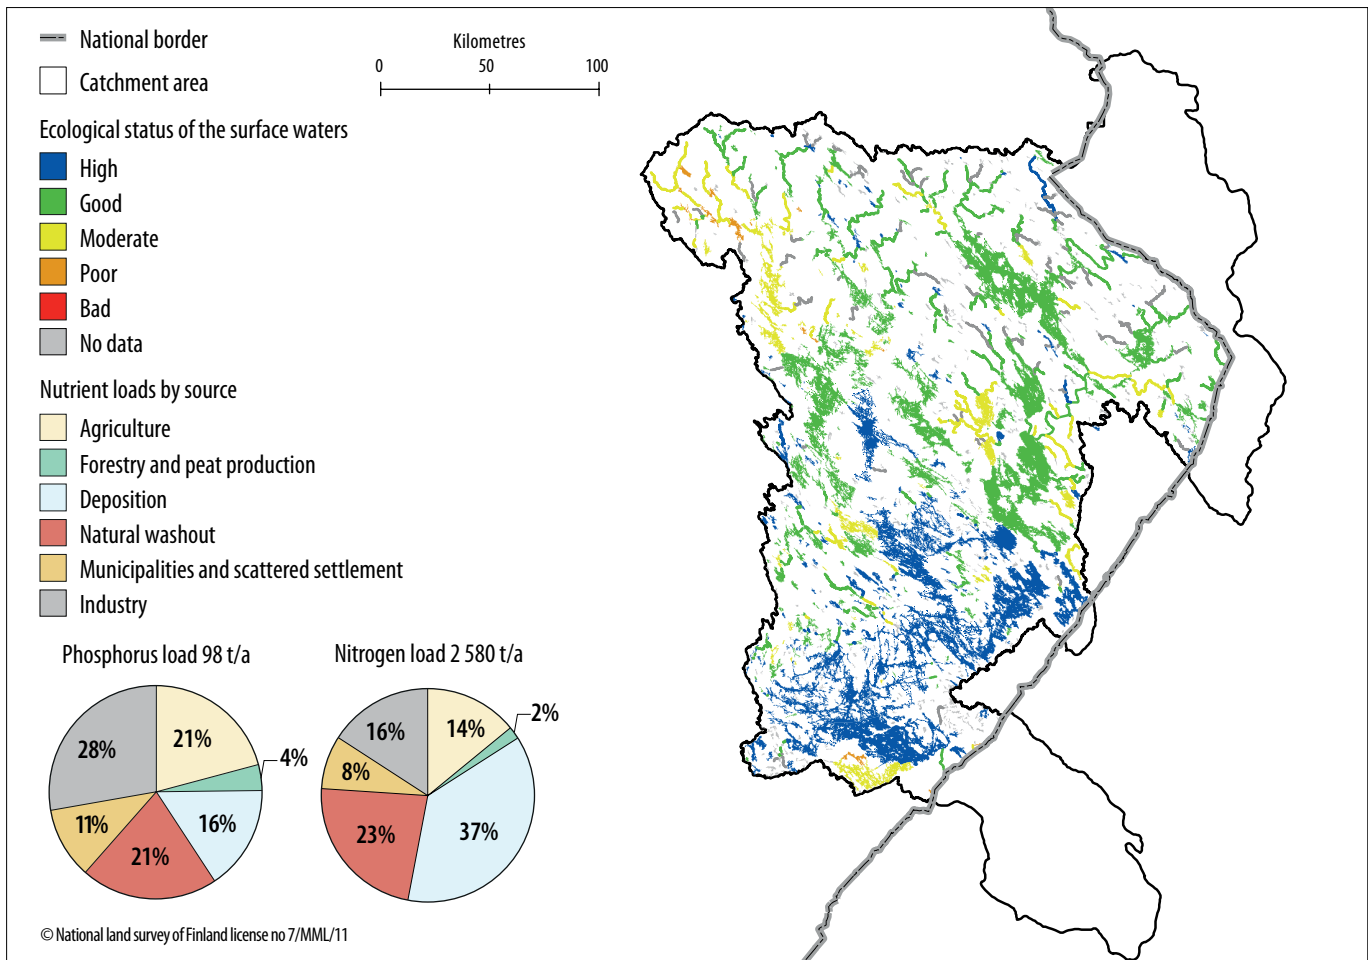 National border
Catchment area
Kilometres
0 50 100
Ecological status of the surface waters
High
Good
Moderate
Poor
Bad
No data
Nutrient loads by source
Agriculture
Forestry and peat production
Deposition
Natural washout
Municipalities and scattered settlement
Industry
Phosphorus load 98 t/a
28%
21%
4%
11%
16%
21%
Nitrogen load 2 580 t/a
16%
14%
2%
8%
23%
37%
© National land survey of Finland license no 7/MML/11